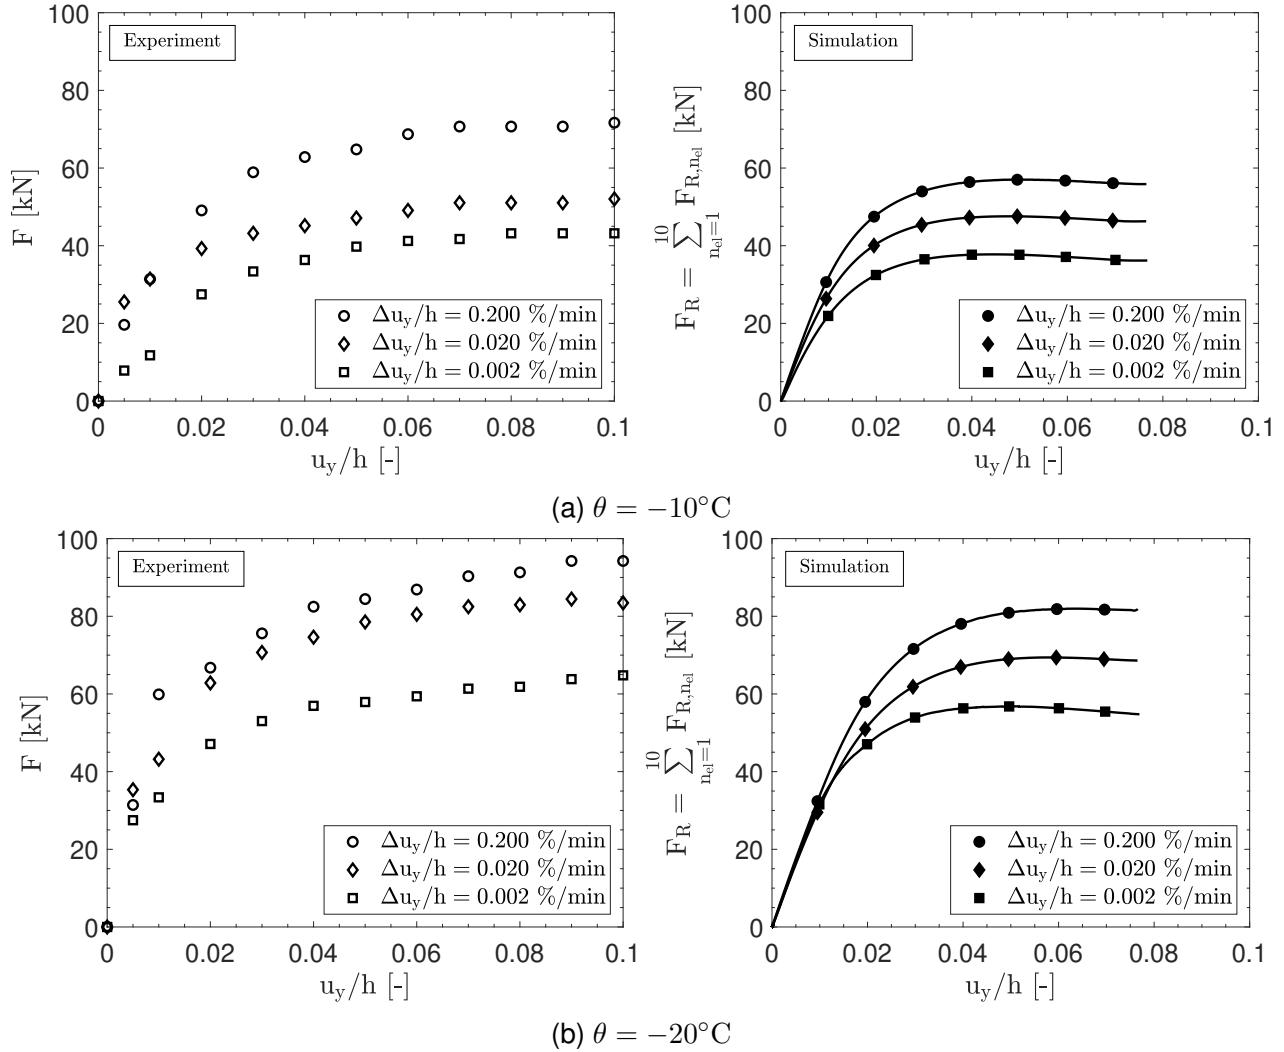 100
80
60
40
20
0
F [kN]
Experiment
Δu_y/h = 0.200 %/min
Δu_y/h = 0.020 %/min
Δu_y/h = 0.002 %/min
0 0.02 0.04 0.06 0.08 0.1
u_y/h [-]
100
80
60
40
20
0
F_R = ∑_{n_el=1}^{10} F_{R,n_el} [kN]
Simulation
Δu_y/h = 0.200 %/min
Δu_y/h = 0.020 %/min
Δu_y/h = 0.002 %/min
0 0.02 0.04 0.06 0.08 0.1
u_y/h [-]
(a) θ = −10°C
100
80
60
40
20
0
F [kN]
Experiment
Δu_y/h = 0.200 %/min
Δu_y/h = 0.020 %/min
Δu_y/h = 0.002 %/min
0 0.02 0.04 0.06 0.08 0.1
u_y/h [-]
100
80
60
40
20
0
F_R = ∑_{n_el=1}^{10} F_{R,n_el} [kN]
Simulation
Δu_y/h = 0.200 %/min
Δu_y/h = 0.020 %/min
Δu_y/h = 0.002 %/min
0 0.02 0.04 0.06 0.08 0.1
u_y/h [-]
(b) θ = −20°C